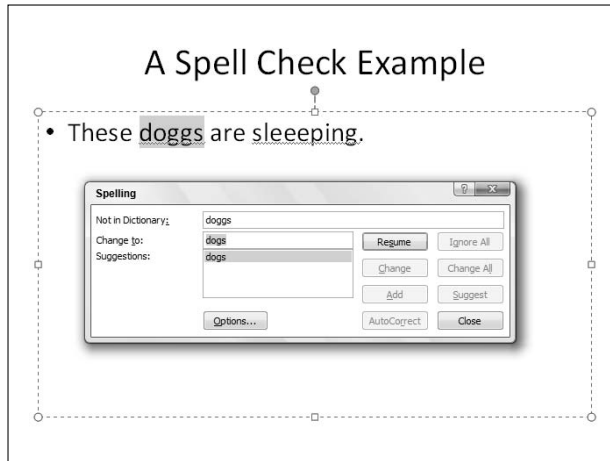 A Spell Check Example
• These doggs are sleeeping.
Spelling
Not in Dictionary: doggs
Change to: dogs
Resume Ignore All
Suggestions: dogs
Change Change All
Add Suggest
Options... AutoCorrect Close